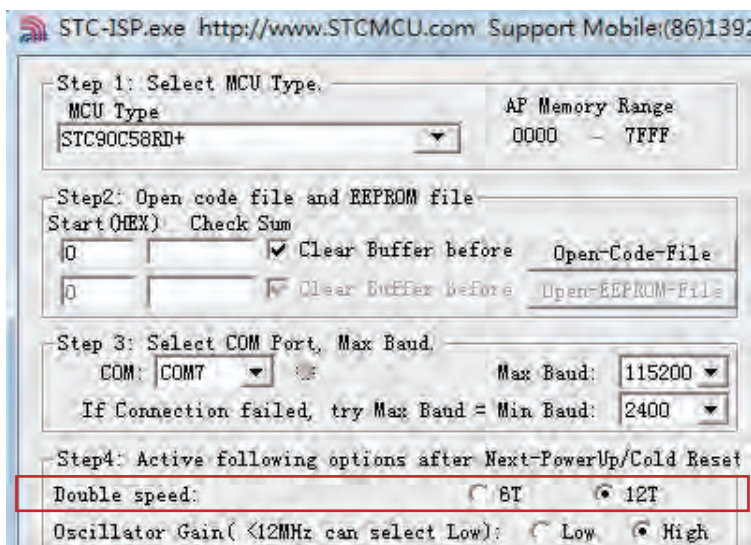 STC-ISP.exe http://www.STCMCU.com Support Mobile:(86)1392
Step 1: Select MCU Type.
MCU Type AP Memory Range
STC90C58RD+ 0000 - 7FFF
Step2: Open code file and EEPROM file
Start(HEX) Check Sum
0 Clear Buffer before Open-Code-File
0 Clear Buffer before Open-EEPROM-File
Step 3: Select COM Port, Max Baud.
COM: COM7 Max Baud: 115200
If Connection failed, try Max Baud = Min Baud: 2400
Step4: Active following options after Next-PowerUp/Cold Reset
Double speed: 6T 12T
Oscillator Gain( <12MHz can select Low): Low High